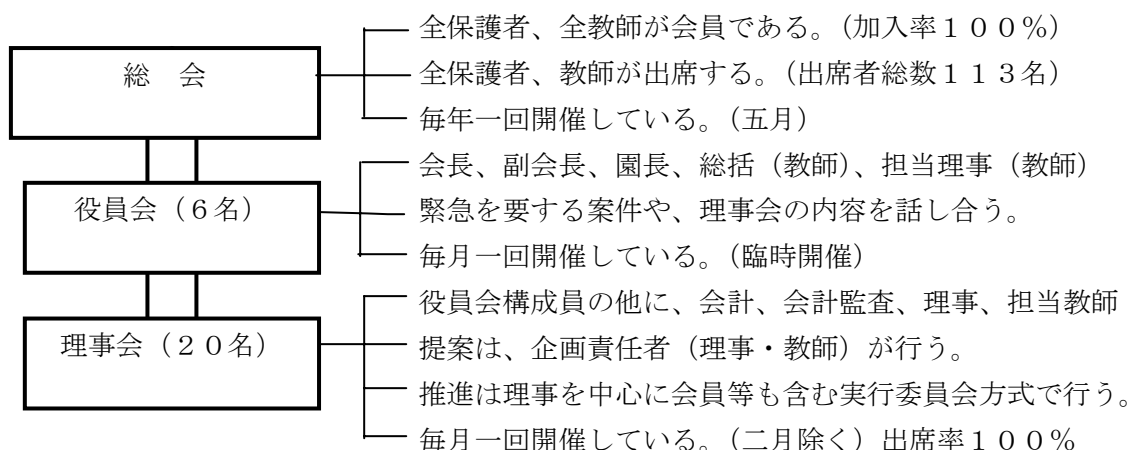 全保護者、全教師が会員である。（加入率１００％）
総　会
全保護者、教師が出席する。（出席者総数１１３名）
毎年一回開催している。（五月）
会長、副会長、園長、総括（教師）、担当理事（教師）
役員会（６名）
緊急を要する案件や、理事会の内容を話し合う。
毎月一回開催している。（臨時開催）
役員会構成員の他に、会計、会計監査、理事、担当教師
理事会（２０名）
提案は、企画責任者（理事・教師）が行う。
推進は理事を中心に会員等も含む実行委員会方式で行う。
毎月一回開催している。（二月除く）出席率１００％